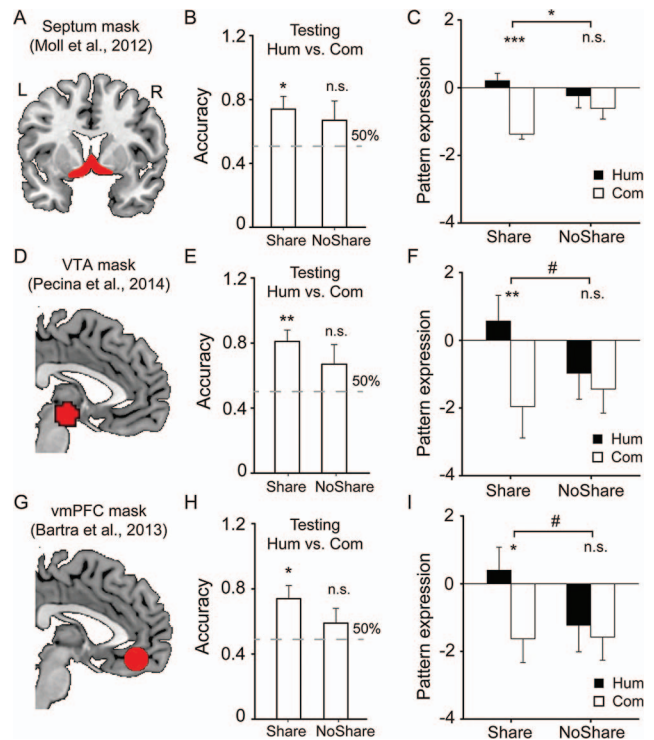 A
Septum mask
(Moll et al., 2012)
L
R
B
Testing
Hum vs. Com
Accuracy
1.2
0.8
0.4
0
*
n.s.
50%
Share
NoShare
C
*
***
n.s.
Pattern expression
2
0
-2
-4
Hum
Com
Share
NoShare
D
VTA mask
(Pecina et al., 2014)
E
Testing
Hum vs. Com
Accuracy
1.2
0.8
0.4
0
**
n.s.
50%
Share
NoShare
F
#
**
n.s.
Pattern expression
2
0
-2
-4
Hum
Com
Share
NoShare
G
vmPFC mask
(Bartra et al., 2013)
H
Testing
Hum vs. Com
Accuracy
1.2
0.8
0.4
0
*
n.s.
50%
Share
NoShare
I
#
*
n.s.
Pattern expression
2
0
-2
-4
Hum
Com
Share
NoShare